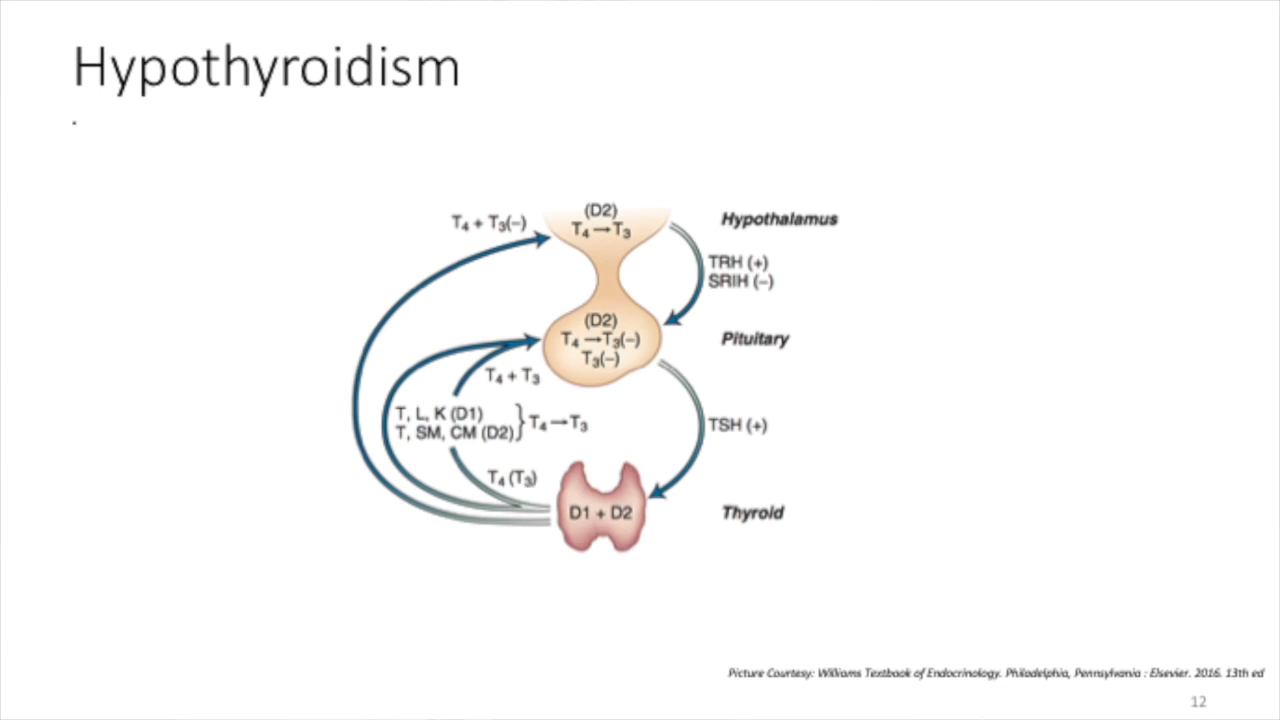 Hypothyroidism
.
(D2)
T₄ + T₃(−)
T₄ → T₃
Hypothalamus
TRH (+)
SRIH (−)
(D2)
T₄ → T₃(−)
T₃(−)
Pituitary
T₄ + T₃
T, L, K (D1)
T, SM, CM (D2)
} T₄ → T₃
TSH (+)
T₄ (T₃)
D1 + D2
Thyroid
Picture Courtesy: Williams Textbook of Endocrinology. Philadelphia, Pennsylvania : Elsevier. 2016. 13th ed
12